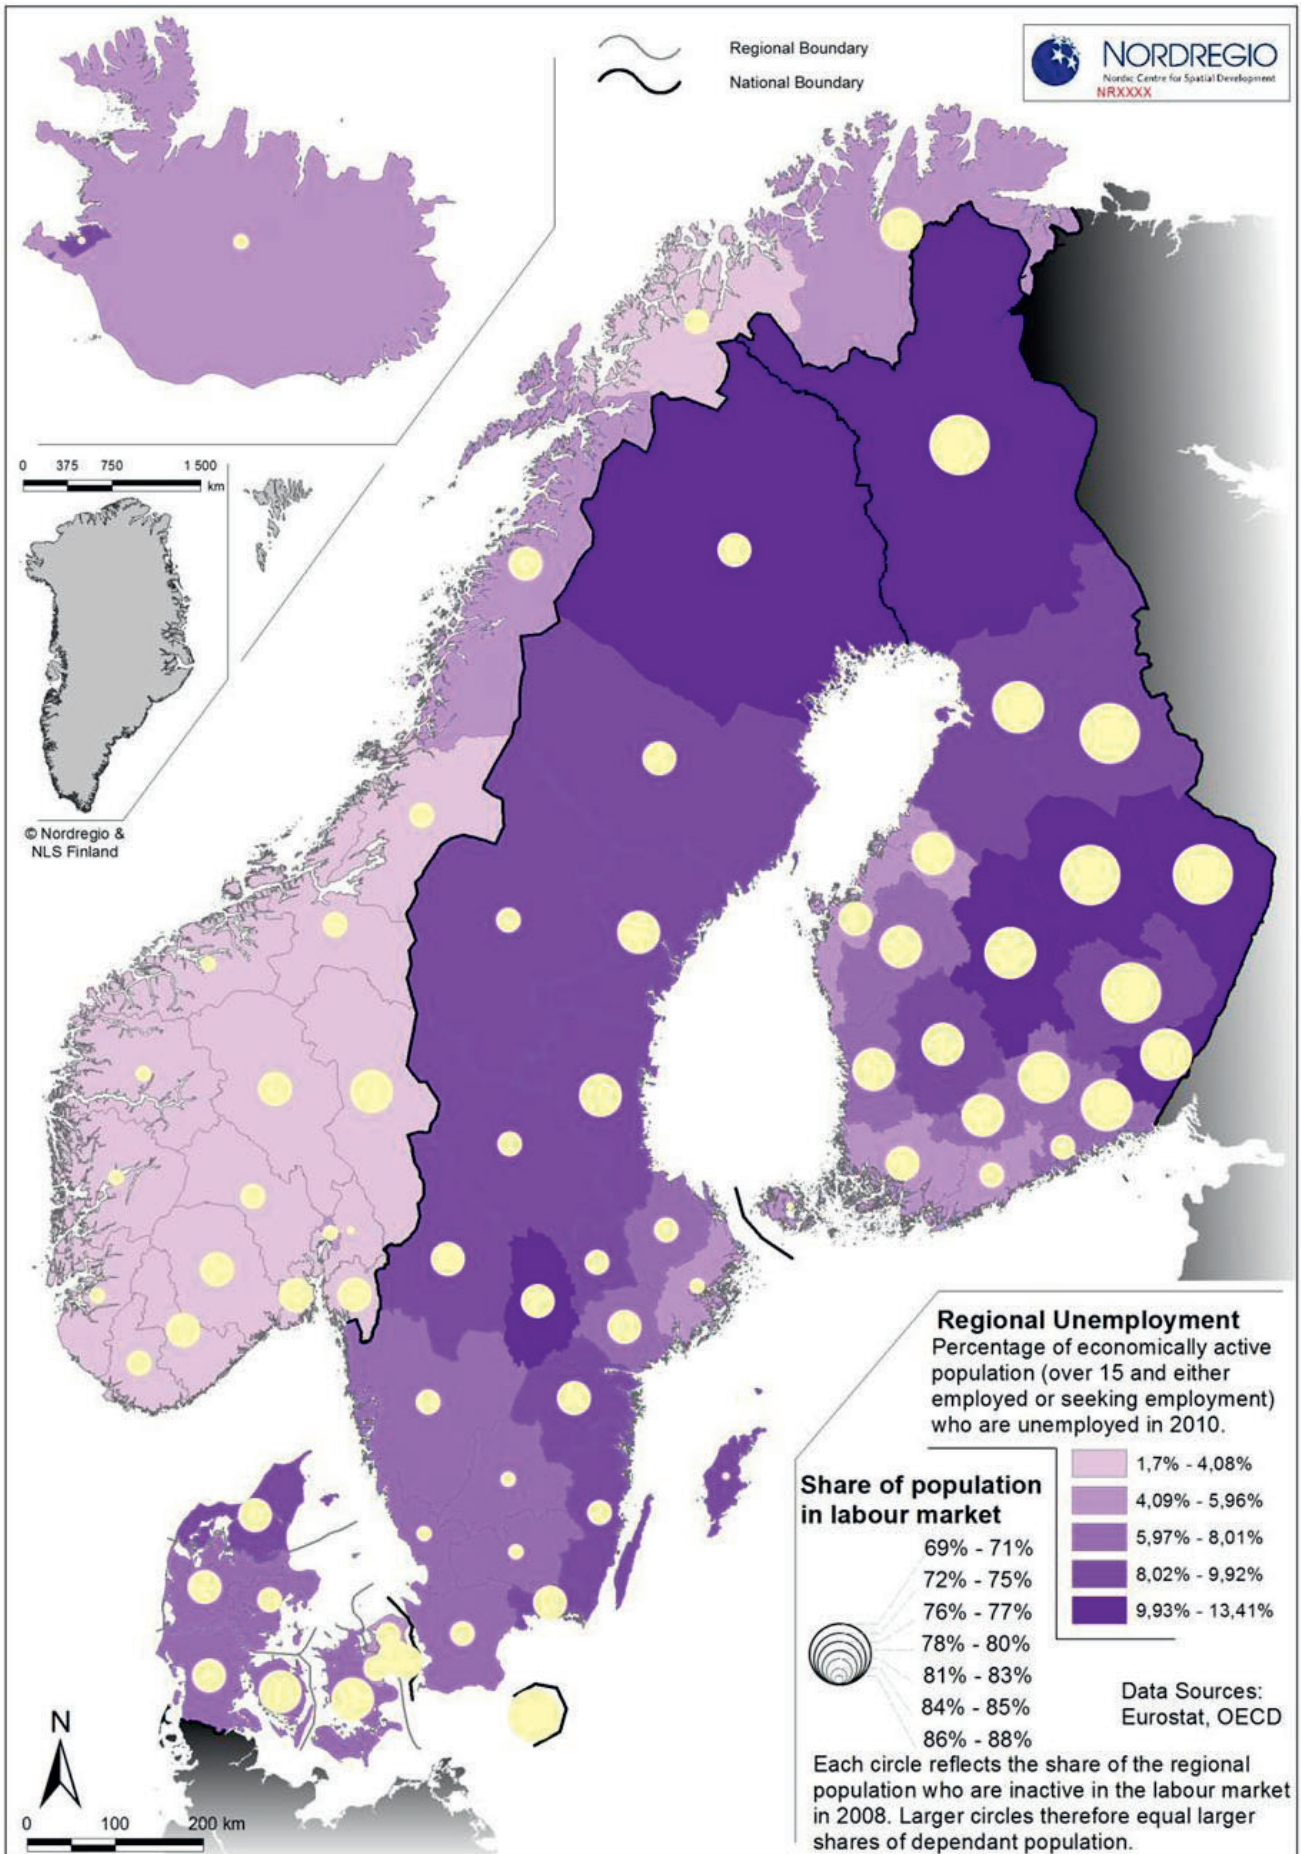 Regional Boundary
National Boundary
NORDREGIO
Nordic Centre for Spatial Development
NRXXXX
0 375 750 1 500
km
© Nordregio &
NLS Finland
Regional Unemployment
Percentage of economically active
population (over 15 and either
employed or seeking employment)
who are unemployed in 2010.
1,7% - 4,08%
4,09% - 5,96%
5,97% - 8,01%
8,02% - 9,92%
9,93% - 13,41%
Share of population
in labour market
69% - 71%
72% - 75%
76% - 77%
78% - 80%
81% - 83%
84% - 85%
86% - 88%
Data Sources:
Eurostat, OECD
Each circle reflects the share of the regional
population who are inactive in the labour market
in 2008. Larger circles therefore equal larger
shares of dependant population.
N
0 100 200 km